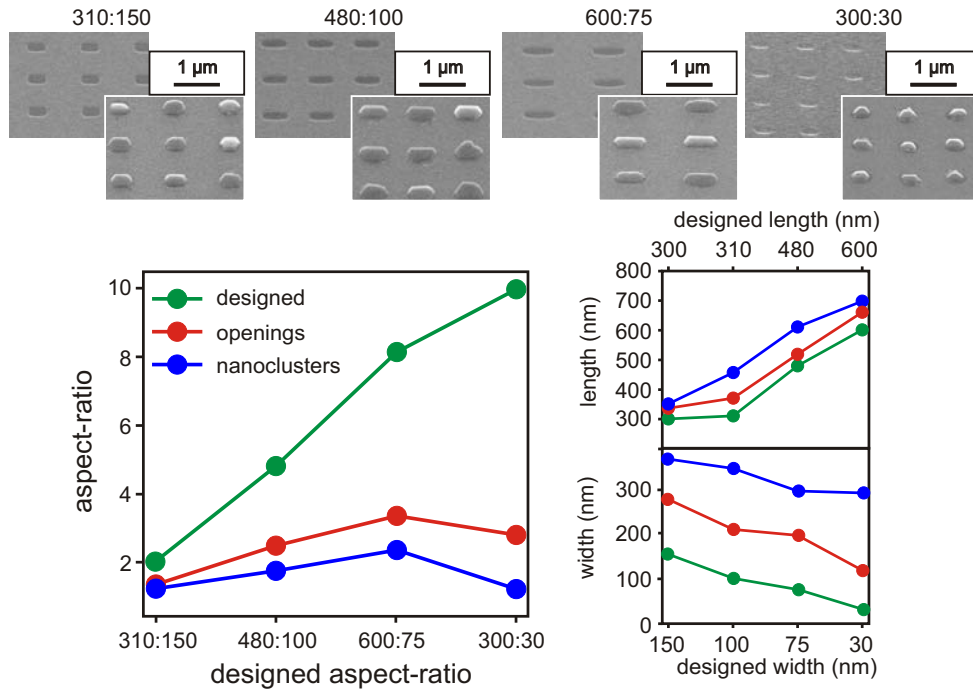 310:150 480:100 600:75 300:30
1 µm 1 µm 1 µm 1 µm
aspect-ratio
10
8
6
4
2
designed
openings
nanoclusters
310:150 480:100 600:75 300:30
designed aspect-ratio
designed length (nm)
300 310 480 600
length (nm)
800
700
600
500
400
300
width (nm)
300
200
100
0
150 100 75 30
designed width (nm)